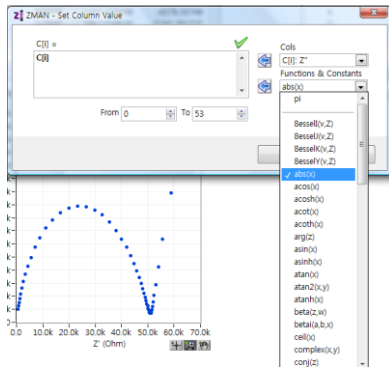 ZMAN - Set Column Value
C[i] =
C[i]
Cols
C[i]: Z"
Functions & Constants
abs(x)
From 0 To 53
pi
BesselI(v,Z)
BesselJ(v,Z)
BesselK(v,Z)
BesselY(v,Z)
✓ abs(x)
acos(x)
acosh(x)
acot(x)
acoth(x)
arg(z)
asin(x)
asinh(x)
atan(x)
atan2(x,y)
atanh(x)
beta(z,w)
betai(a,b,x)
ceil(x)
complex(x,y)
conj(z)
0.0 10.0k 20.0k 30.0k 40.0k 50.0k 60.0k 70.0k
Z' (Ohm)